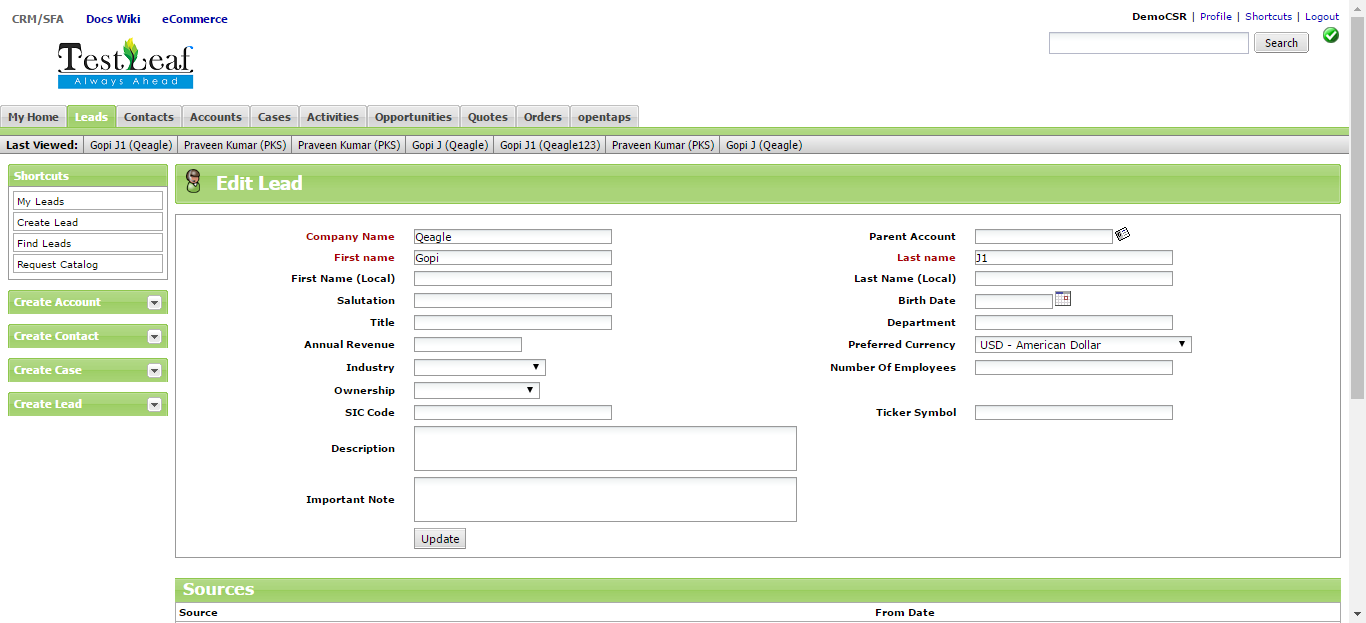 CRM/SFA Docs Wiki eCommerce
DemoCSR | Profile | Shortcuts | Logout
Search
TestLeaf
Always Ahead
My Home Leads Contacts Accounts Cases Activities Opportunities Quotes Orders opentaps
Last Viewed: Gopi J1 (Qeagle) Praveen Kumar (PKS) Praveen Kumar (PKS) Gopi J (Qeagle) Gopi J1 (Qeagle123) Praveen Kumar (PKS) Gopi J (Qeagle)
Shortcuts
My Leads
Create Lead
Find Leads
Request Catalog
Create Account
Create Contact
Create Case
Create Lead
Edit Lead
Company Name Qeagle Parent Account
First name Gopi Last name J1
First Name (Local) Last Name (Local)
Salutation Birth Date
Title Department
Annual Revenue Preferred Currency USD - American Dollar
Industry Number Of Employees
Ownership
SIC Code Ticker Symbol
Description
Important Note
Update
Sources
Source From Date